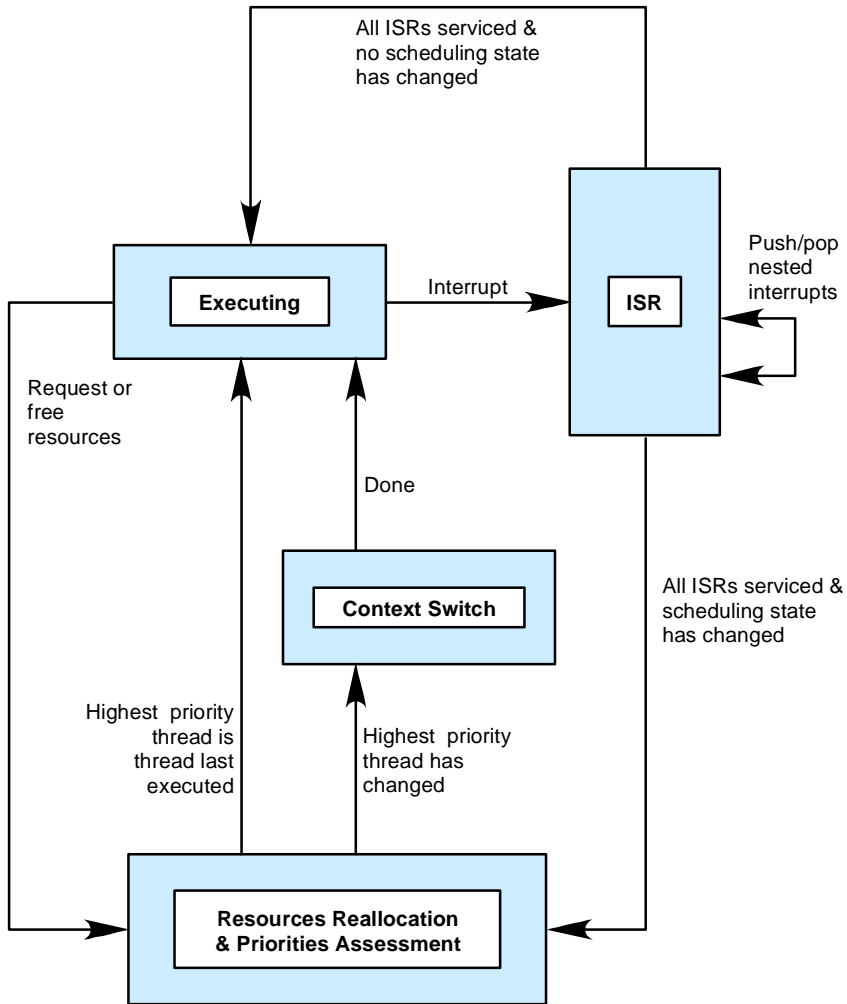 All ISRs serviced &
no scheduling state
has changed
Push/pop
nested
interrupts
Executing
Interrupt
ISR
Request or
free
resources
Done
Context Switch
All ISRs serviced &
scheduling state
has changed
Highest priority
thread is
thread last
executed
Highest priority
thread has
changed
Resources Reallocation
& Priorities Assessment